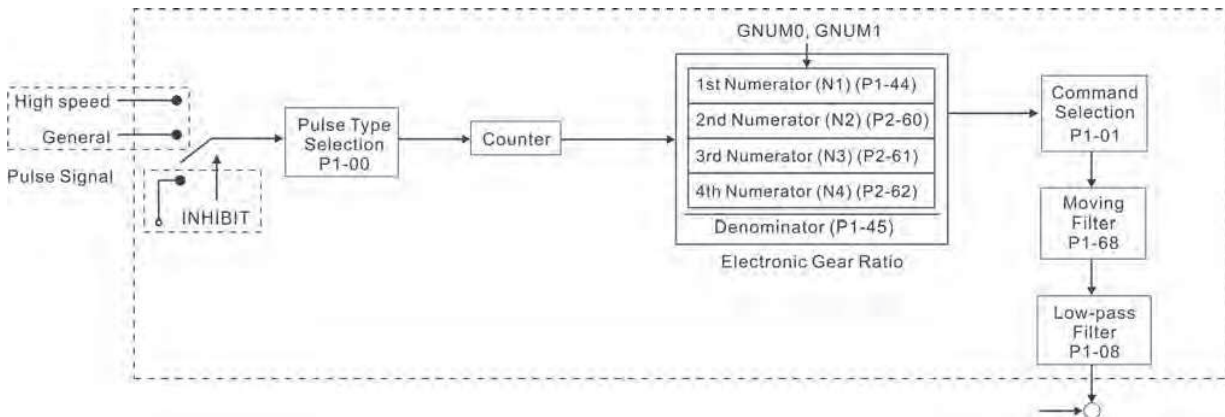 GNUM0, GNUM1
High speed
General
Pulse Signal
INHIBIT
Pulse Type
Selection
P1-00
Counter
1st Numerator (N1) (P1-44)
2nd Numerator (N2) (P2-60)
3rd Numerator (N3) (P2-61)
4th Numerator (N4) (P2-62)
Denominator (P1-45)
Electronic Gear Ratio
Command
Selection
P1-01
Moving
Filter
P1-68
Low-pass
Filter
P1-08